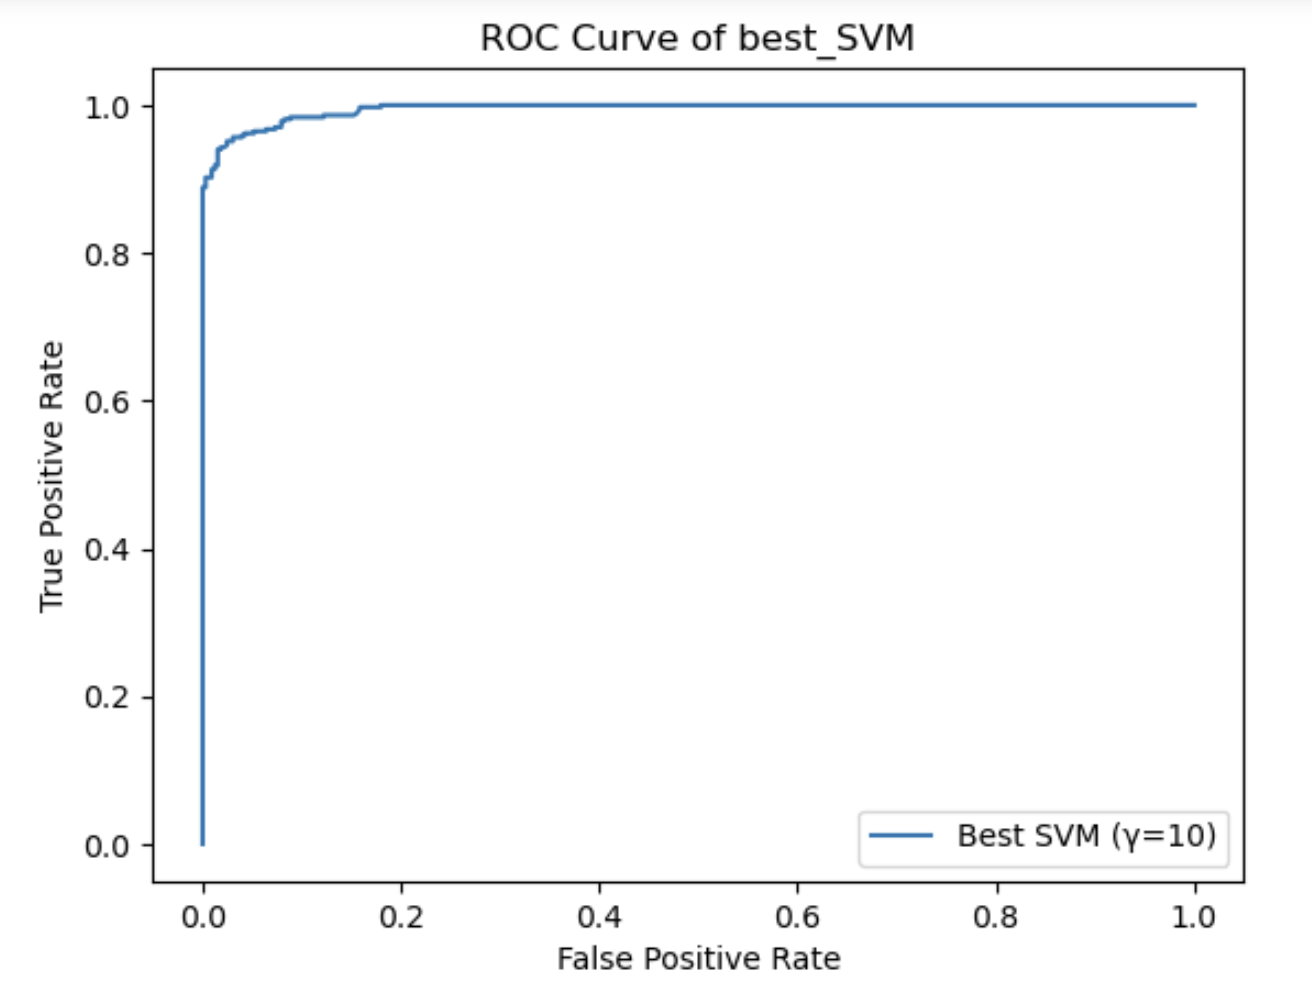 ROC Curve of best_SVM
1.0
0.8
0.6
0.4
0.2
0.0
True Positive Rate
Best SVM (γ=10)
0.0 0.2 0.4 0.6 0.8 1.0
False Positive Rate